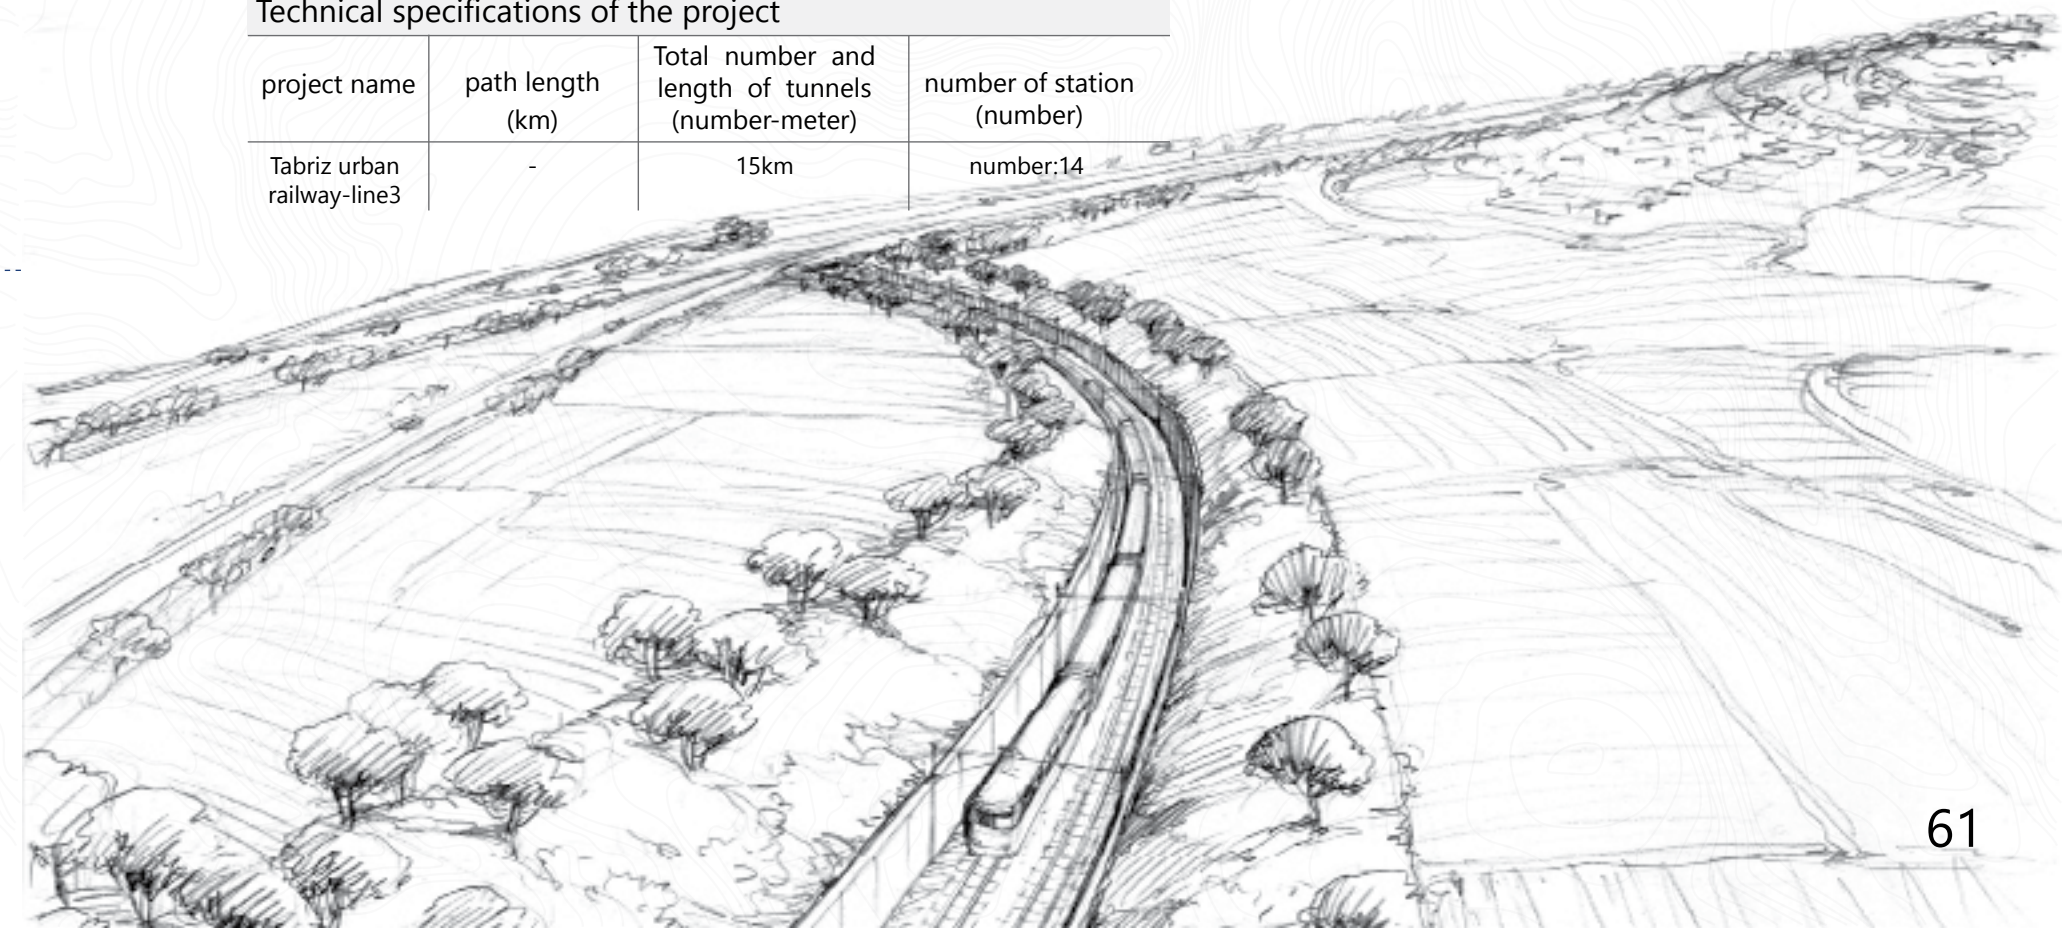 Technical specifications of the project
project name
path length
(km)
Total number and
length of tunnels
(number-meter)
number of station
(number)
Tabriz urban
railway-line3
-
15km
number:14
61